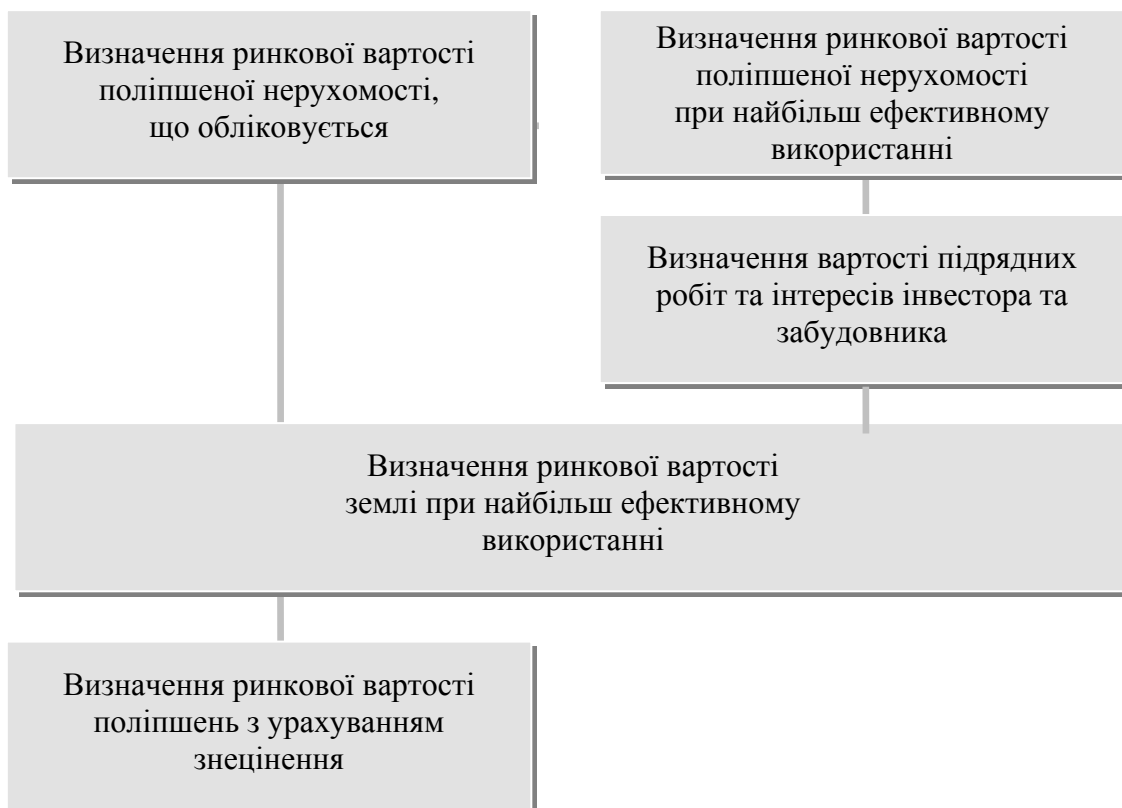 Визначення ринкової вартості
поліпшеної нерухомості,
що обліковується
Визначення ринкової вартості
поліпшеної нерухомості
при найбільш ефективному
використанні
Визначення вартості підрядних
робіт та інтересів інвестора та
забудовника
Визначення ринкової вартості
землі при найбільш ефективному
використанні
Визначення ринкової вартості
поліпшень з урахуванням
знецінення